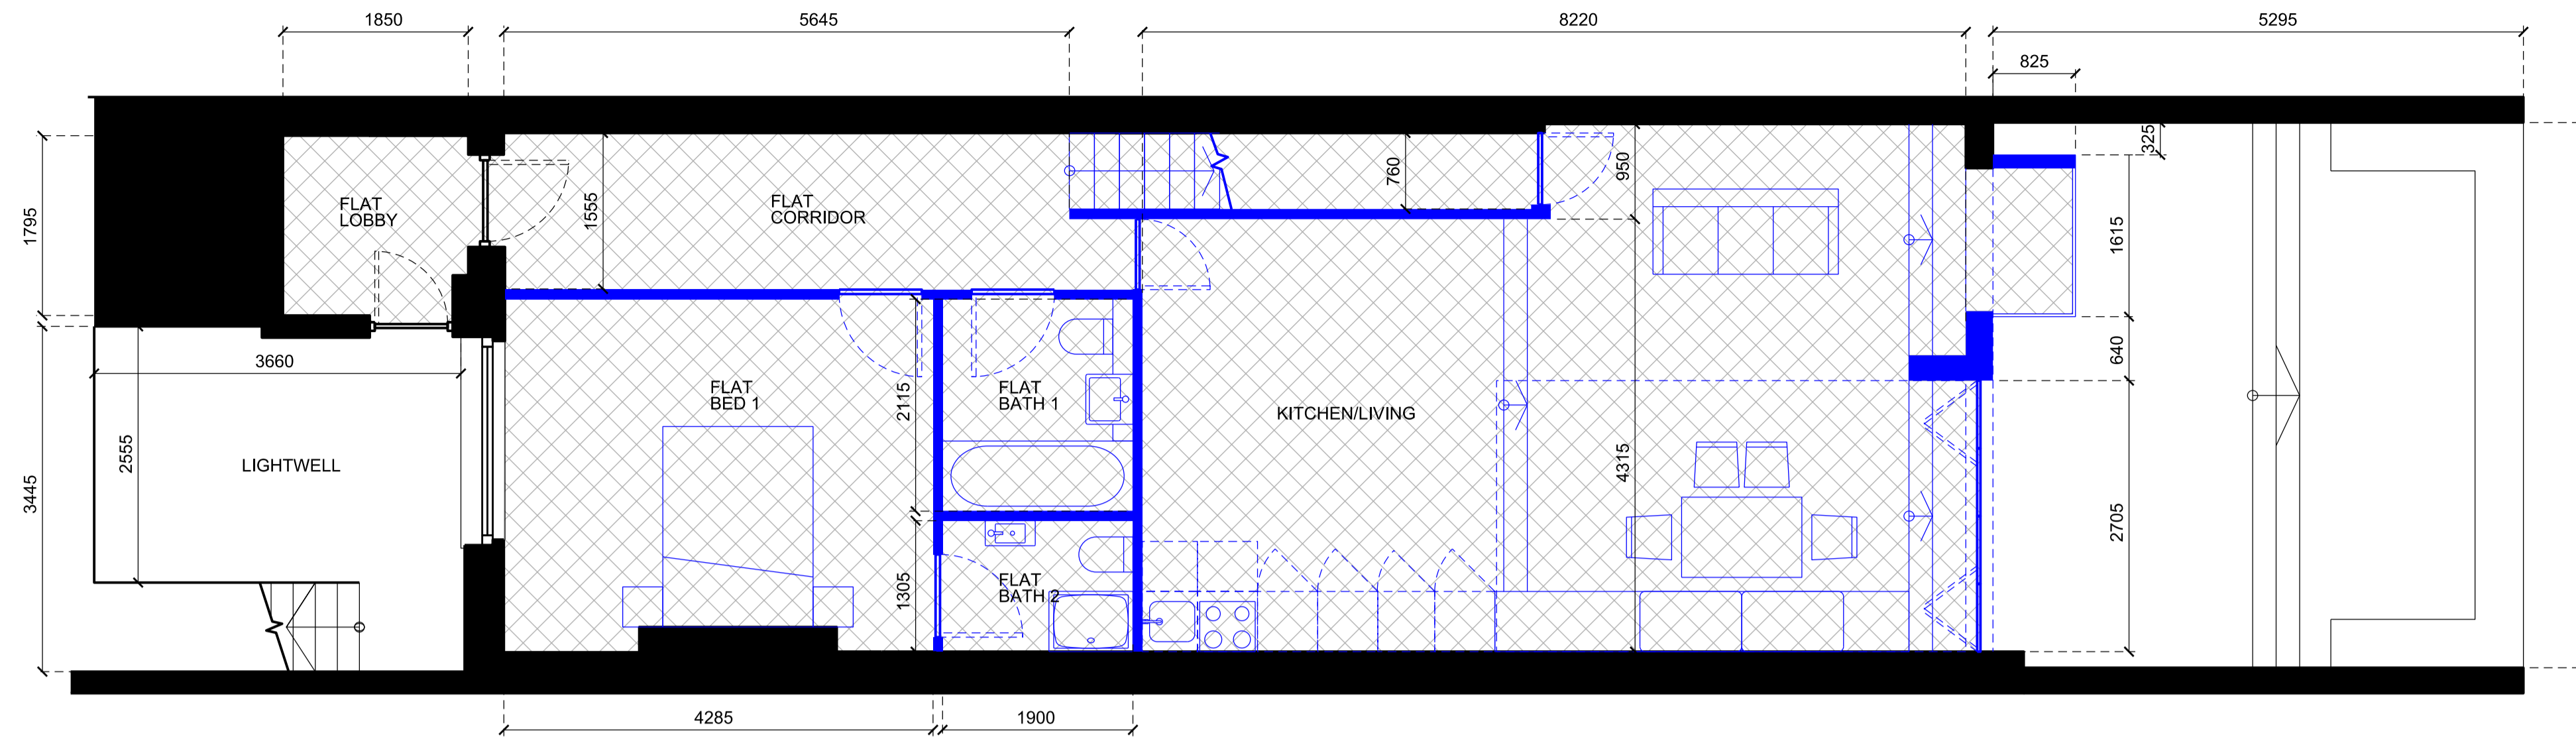 1850
5645
8220
5295
825
325
1795
FLAT
LOBBY
1555
FLAT
CORRIDOR
760
950
1615
3660
640
FLAT
BED 1
2115
FLAT
BATH 1
KITCHEN/LIVING
2555
LIGHTWELL
3445
4315
2705
1305
FLAT
BATH 2
4285
1900